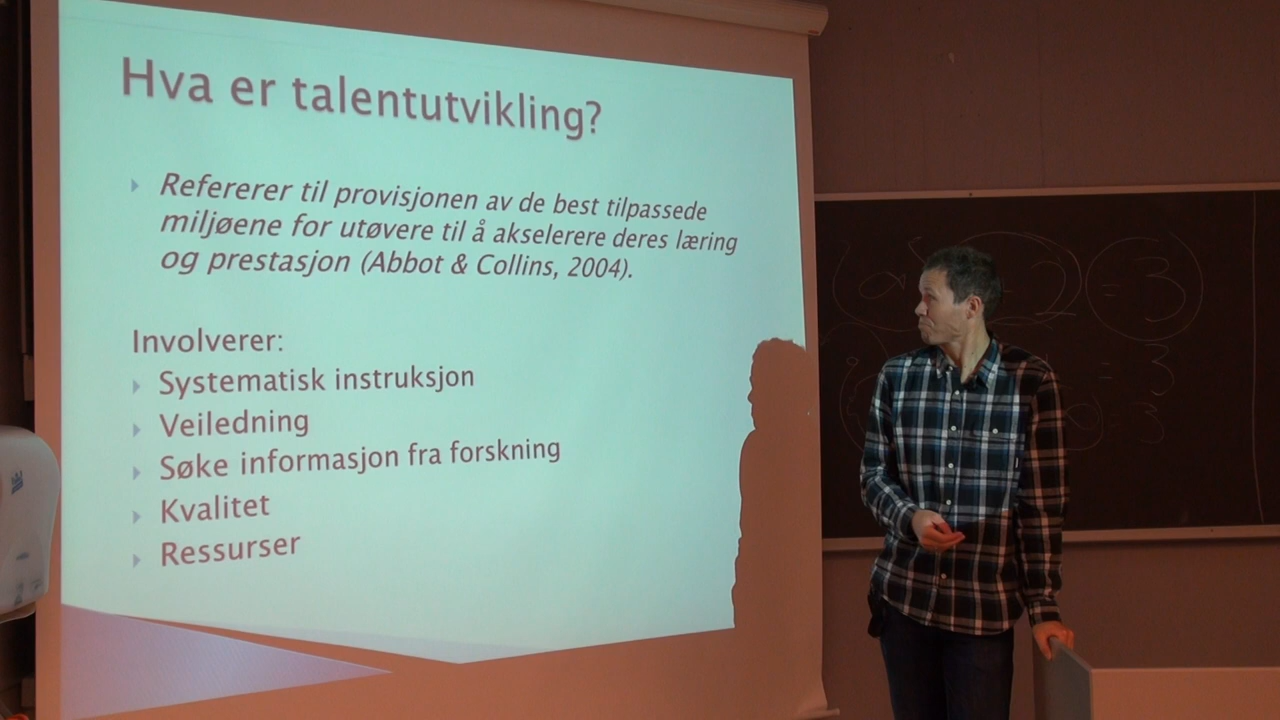 Hva er talentutvikling?
Refererer til provisjonen av de best tilpassede
miljøene for utøvere til å akselerere deres læring
og prestasjon (Abbot & Collins, 2004).
Involverer:
Systematisk instruksjon
Veiledning
Søke informasjon fra forskning
Kvalitet
Ressurser